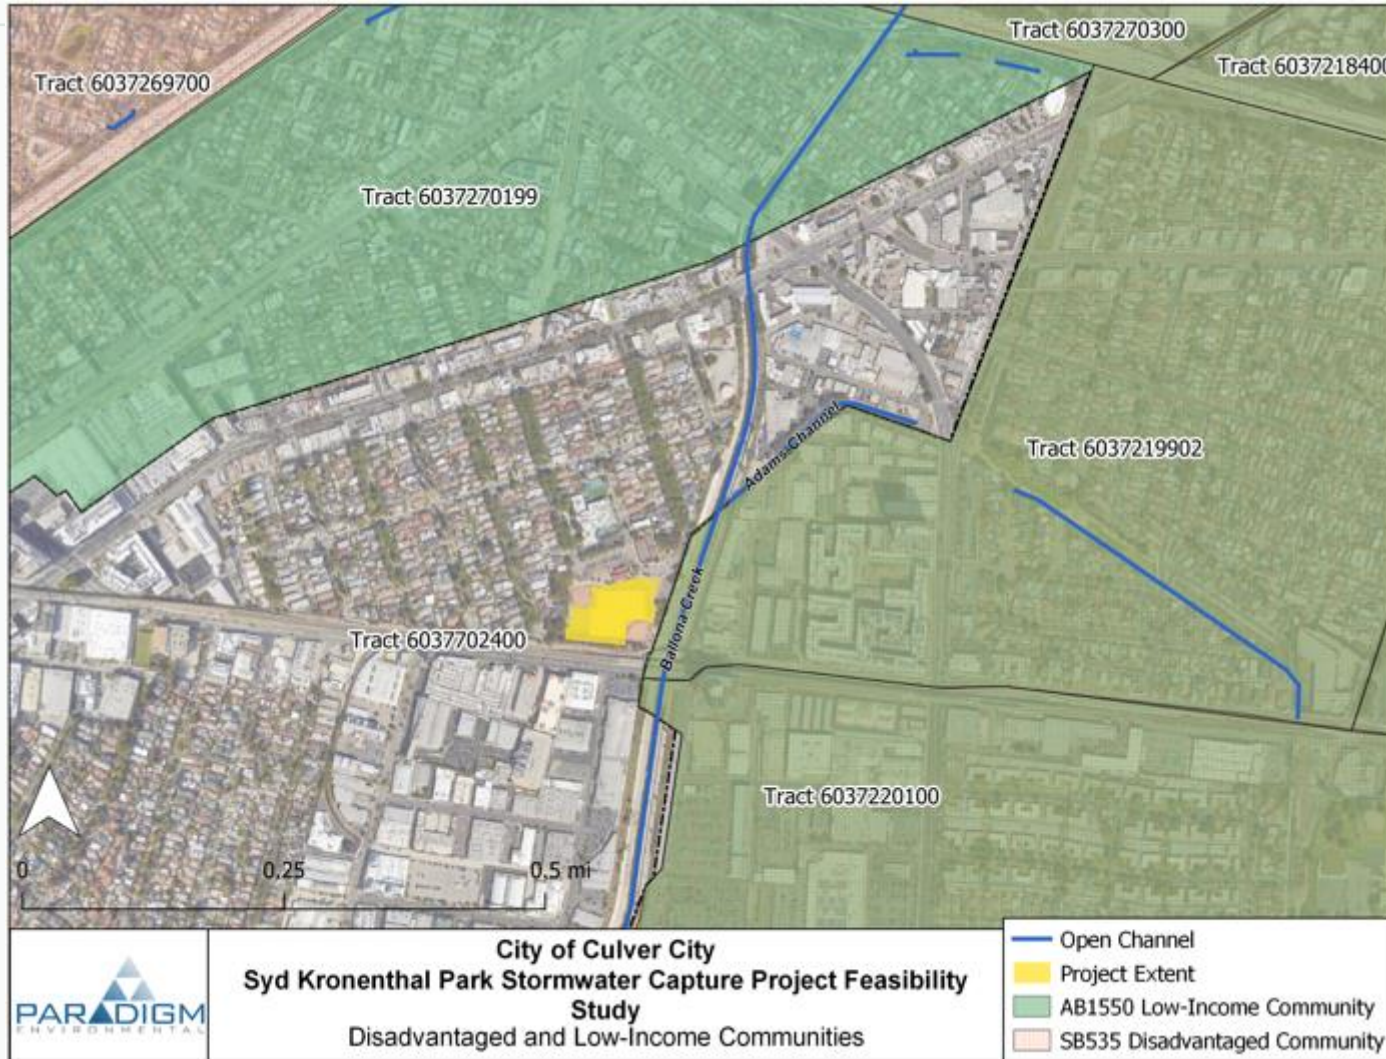 Tract 6037270300
Tract 6037218400
Tract 6037269700
Tract 6037270199
Adams Channel
Tract 6037219902
Ballona Creek
Tract 6037702400
Tract 6037220100
0 0.25 0.5 mi
PARADIGM
ENVIRONMENTAL
City of Culver City
Syd Kronenthal Park Stormwater Capture Project Feasibility
Study
Disadvantaged and Low-Income Communities
Open Channel
Project Extent
AB1550 Low-Income Community
SB535 Disadvantaged Community